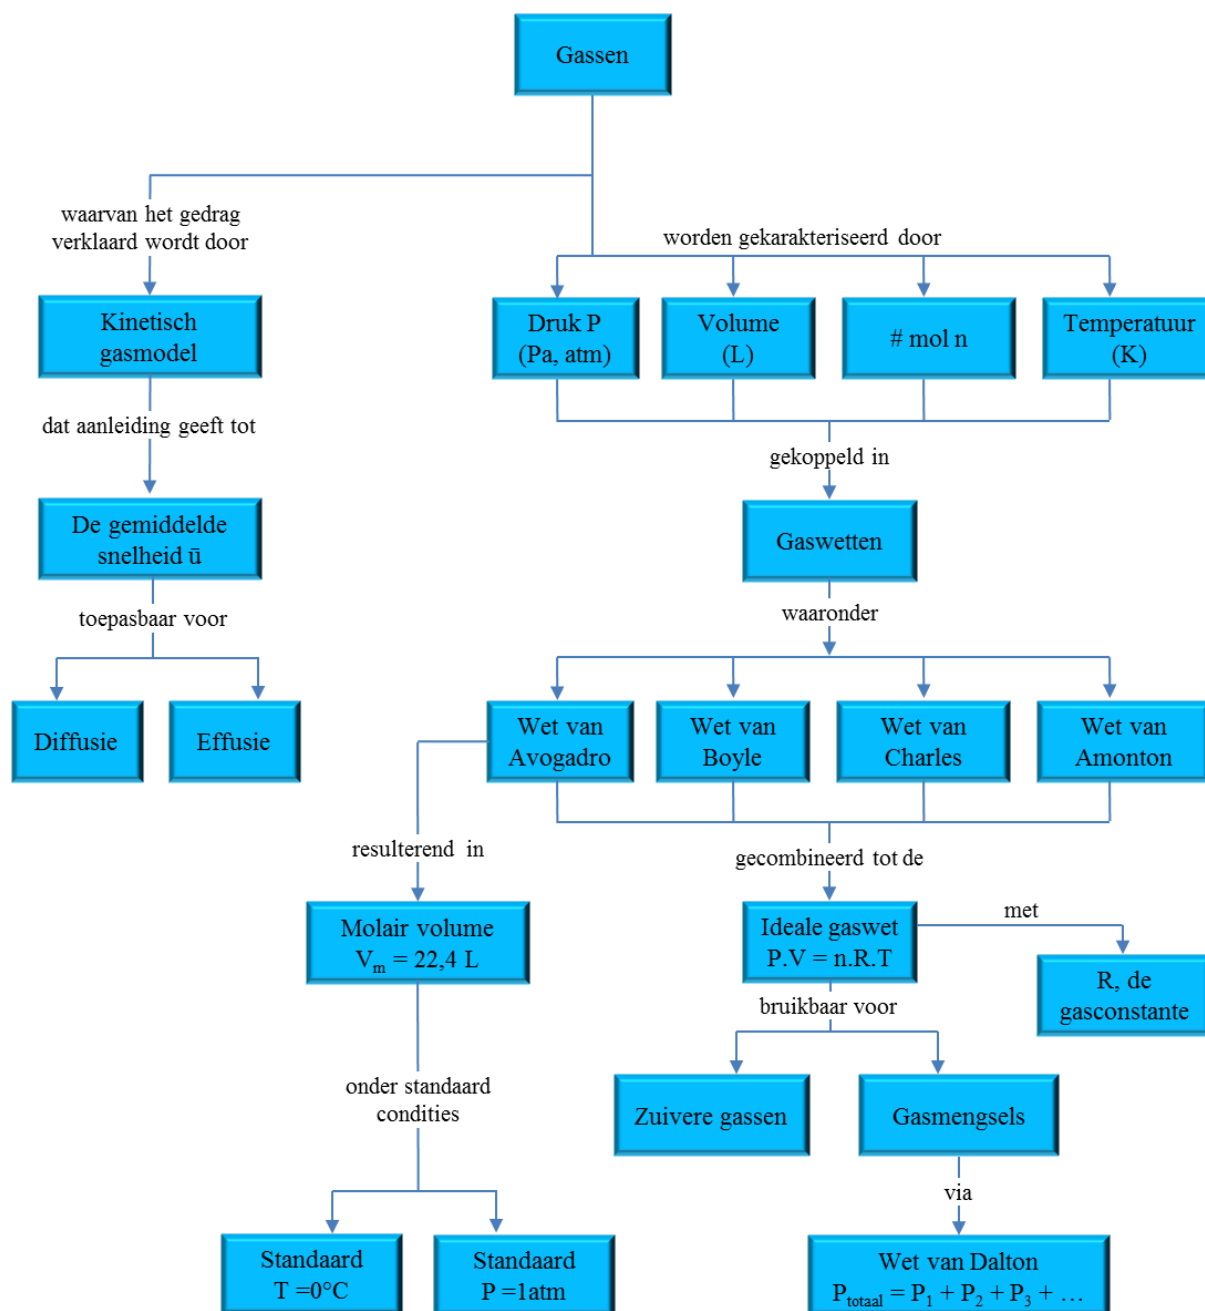 Gassen
waarvan het gedrag
verklaard wordt door
worden gekarakteriseerd door
Kinetisch
gasmodel
Druk P
(Pa, atm)
Volume
(L)
# mol n
Temperatuur
(K)
dat aanleiding geeft tot
gekoppeld in
De gemiddelde
snelheid ū
Gaswetten
toepasbaar voor
waaronder
Diffusie
Effusie
Wet van
Avogadro
Wet van
Boyle
Wet van
Charles
Wet van
Amonton
resulterend in
gecombineerd tot de
Molair volume
Vₘ = 22,4 L
Ideale gaswet
P.V = n.R.T
met
R, de
gasconstante
bruikbaar voor
onder standaard
condities
Zuivere gassen
Gasmengsels
via
Standaard
T =0°C
Standaard
P =1atm
Wet van Dalton
Ptotaal = P₁ + P₂ + P₃ + …